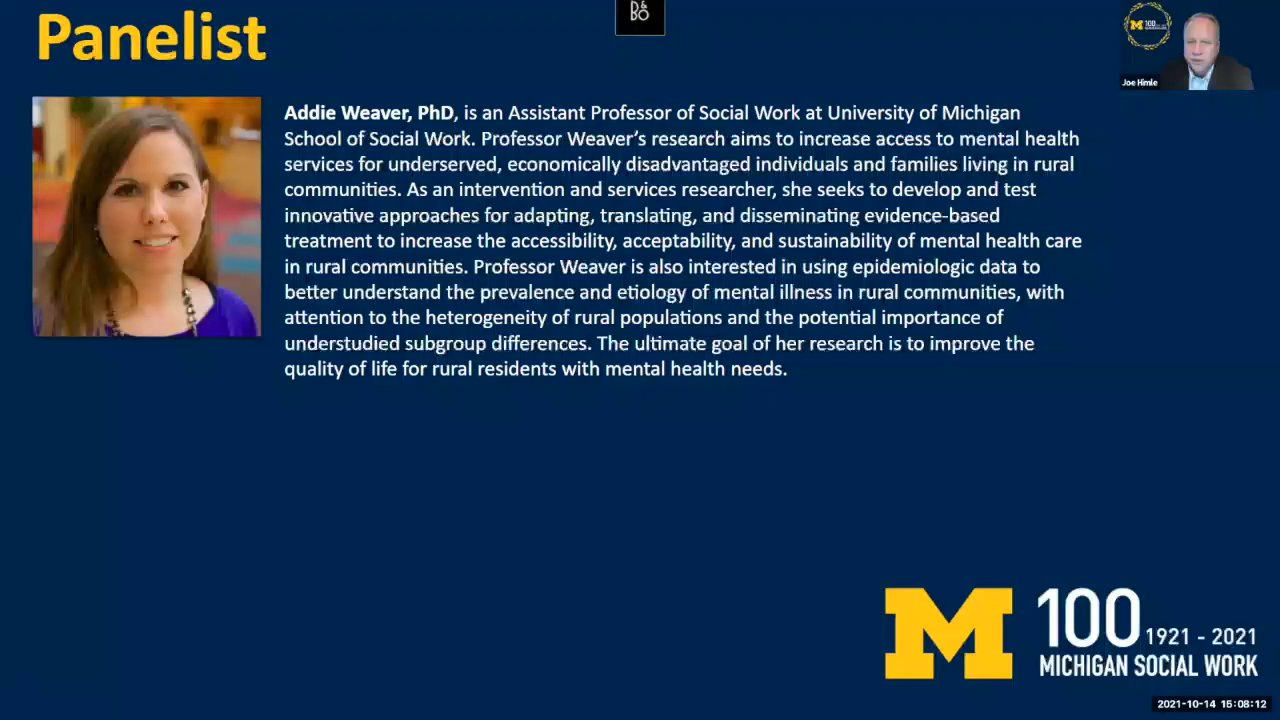 Panelist
D&
BO
M 100
Joe Himle
Addie Weaver, PhD, is an Assistant Professor of Social Work at University of Michigan
School of Social Work. Professor Weaver's research aims to increase access to mental health
services for underserved, economically disadvantaged individuals and families living in rural
communities. As an intervention and services researcher, she seeks to develop and test
innovative approaches for adapting, translating, and disseminating evidence-based
treatment to increase the accessibility, acceptability, and sustainability of mental health care
in rural communities. Professor Weaver is also interested in using epidemiologic data to
better understand the prevalence and etiology of mental illness in rural communities, with
attention to the heterogeneity of rural populations and the potential importance of
understudied subgroup differences. The ultimate goal of her research is to improve the
quality of life for rural residents with mental health needs.
M 100 1921 - 2021
MICHIGAN SOCIAL WORK
2021-10-14 15:08:12